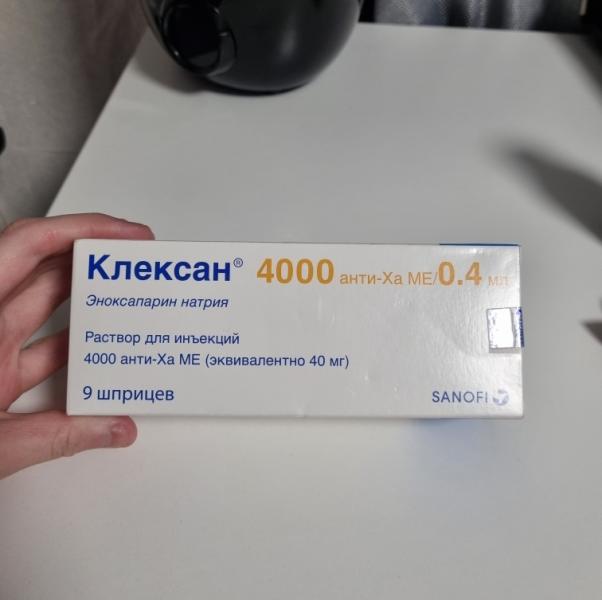 Клексан® 4000 анти-Ха МЕ/0.4 мл
Эноксапарин натрия
Раствор для инъекций
4000 анти-Ха МЕ (эквивалентно 40 мг)
9 шприцев
SANOFI